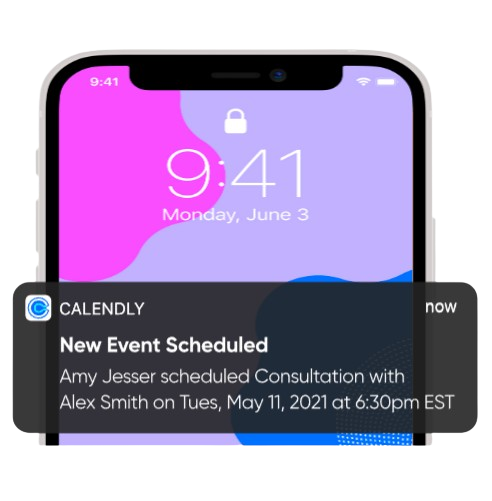 9:41
9:41
Monday, June 3
CALENDLY
now
New Event Scheduled
Amy Jesser scheduled Consultation with
Alex Smith on Tues, May 11, 2021 at 6:30pm EST